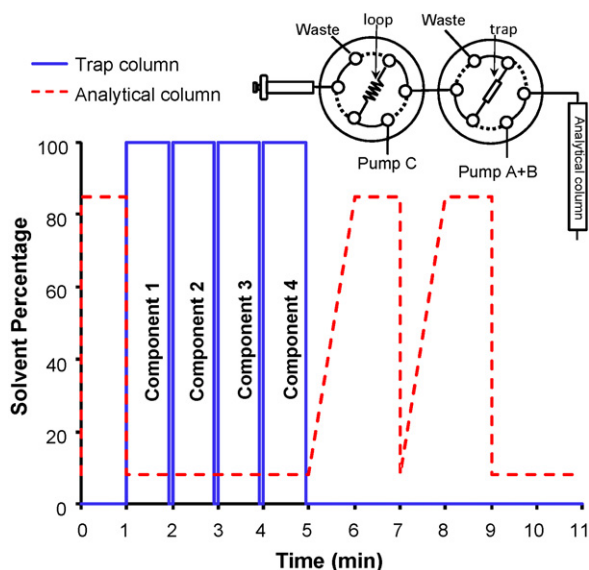 loop
Waste
Waste
trap
Trap column
Analytical column
Pump C
Pump A+B
Analytical column
100
80
60
40
20
0
Solvent Percentage
Component 1
Component 2
Component 3
Component 4
0 1 2 3 4 5 6 7 8 9 10 11
Time (min)